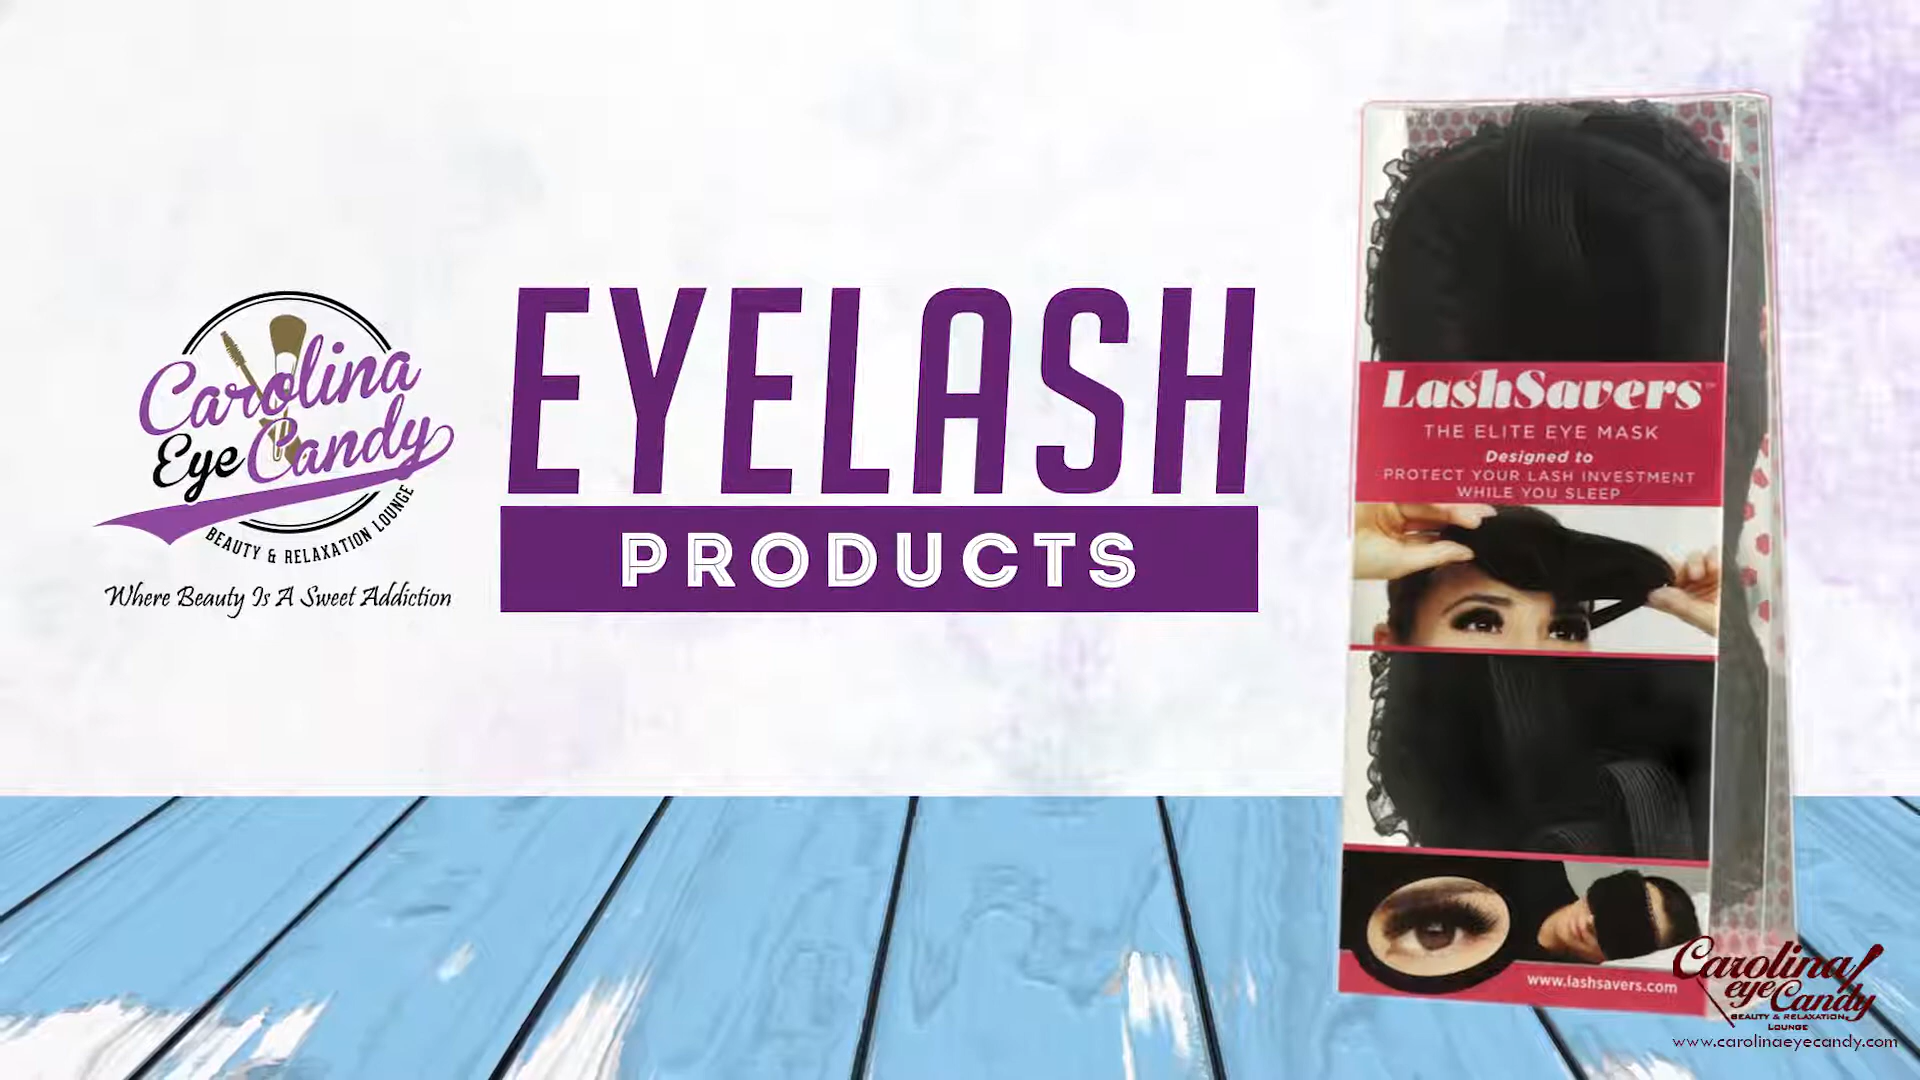 Carolina
Eye Candy
BEAUTY & RELAXATION LOUNGE
Where Beauty Is A Sweet Addiction
EYELASH
PRODUCTS
LashSavers™
THE ELITE EYE MASK
Designed to
PROTECT YOUR LASH INVESTMENT
WHILE YOU SLEEP
www.lashsavers.com
Carolina
eye Candy
BEAUTY & RELAXATION
LOUNGE
www.carolinaeyecandy.com